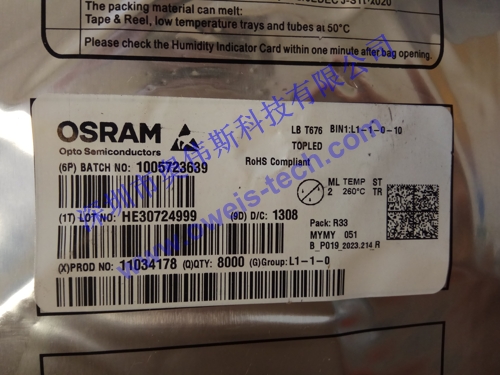 The packing material can melt:
Tape & Reel, low temperature trays and tubes at 50°C
Please check the Humidity Indicator Card within one minute after bag opening.
OSRAM
Opto Semiconductors
LB T676 BIN1:L1-1-0-10
TOPLED
RoHS Compliant
(6P) BATCH NO: 1005723639
ML TEMP ST
2 260°C TR
(1T) LOT NO: HE30724999 (9D) D/C: 1308
Pack: R33
MYMY 051
B_P019_2023.214 R
(X)PROD NO: 11034178 (Q)QTY: 8000 (G)Group: L1-1-0
深圳市奥伟斯科技有限公司
www.oweis-tech.com